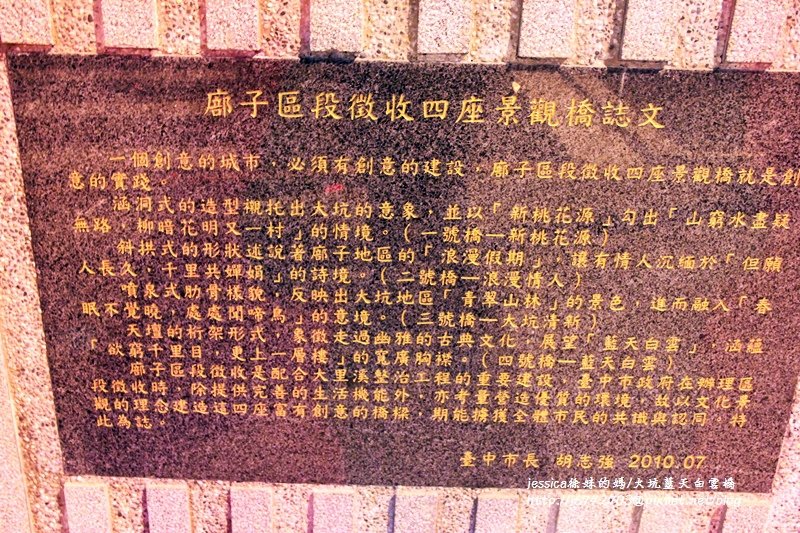 廓子區段徵收四座景觀橋誌文
一個創意的城市，必須有創意的建設，廓子區段徵收四座景觀橋就是創
意的實踐。
涵洞式的造型襯托出大坑的意象，並以「新桃花源」勾出「山窮水盡疑
無路，柳暗花明又一村」的情境。（一號橋—新桃花源）
斜拱式的形狀述說著廓子地區的「浪漫假期」，讓有情人沉緬於「但願
人長久，千里共嬋娟」的詩境。（二號橋—浪漫情人）
噴泉式肋骨樣貌，反映出大坑地區「青翠山林」的景色，進而融入「春
眠不覺曉，處處聞啼鳥」的意境。（三號橋—大坑清新）
天壇的桁架形式，象徵走過幽雅的古典文化，展望「藍天白雲」，涵蘊
「欲窮千里目，更上一層樓」的寬廣胸襟。（四號橋—藍天白雲）
廓子區段徵收是配合大里溪整治工程的重要建設，臺中市政府在辦理區
段徵收時，除提供完善的生活機能外，亦考量營造優質的環境，故以文化景
觀的理念建造這四座富有創意的橋樑，期能擄獲全體市民的共識與認同。特
此為誌。
臺中市長 胡志強 2010.07
jessica絲妹的媽/大坑藍天白雲橋